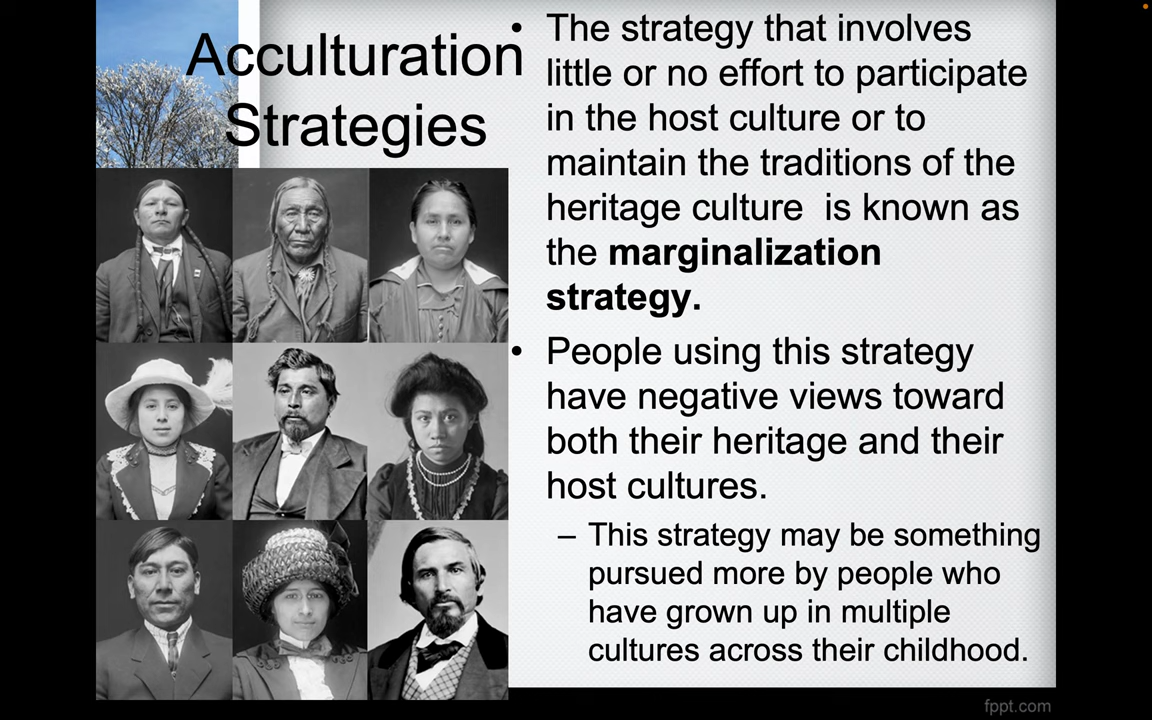 Acculturation
Strategies
• The strategy that involves
little or no effort to participate
in the host culture or to
maintain the traditions of the
heritage culture  is known as
the marginalization
strategy.
• People using this strategy
have negative views toward
both their heritage and their
host cultures.
– This strategy may be something
pursued more by people who
have grown up in multiple
cultures across their childhood.
fppt.com